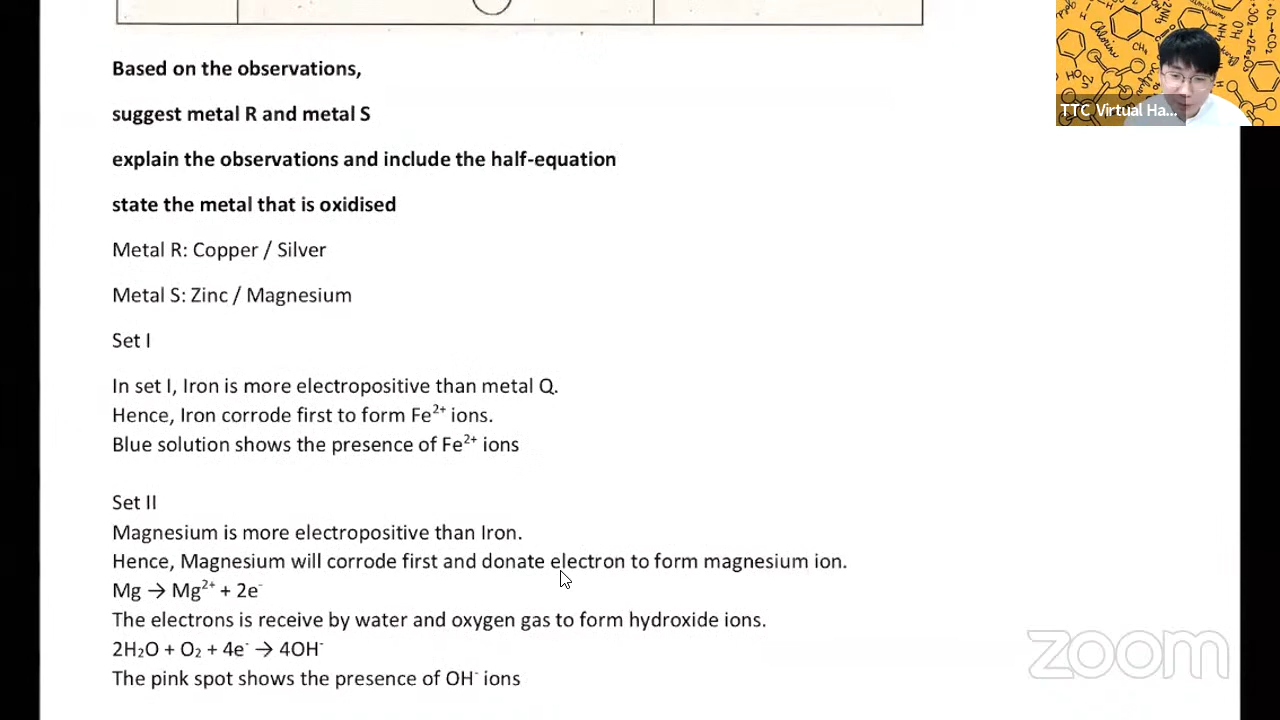 Based on the observations,
suggest metal R and metal S
explain the observations and include the half-equation
state the metal that is oxidised
Metal R: Copper / Silver
Metal S: Zinc / Magnesium
Set I
In set I, Iron is more electropositive than metal Q.
Hence, Iron corrode first to form Fe²⁺ ions.
Blue solution shows the presence of Fe²⁺ ions
Set II
Magnesium is more electropositive than Iron.
Hence, Magnesium will corrode first and donate electron to form magnesium ion.
Mg → Mg²⁺ + 2e⁻
The electrons is receive by water and oxygen gas to form hydroxide ions.
2H₂O + O₂ + 4e⁻ → 4OH⁻
The pink spot shows the presence of OH⁻ ions
TTC Virtual Ha...
zoom